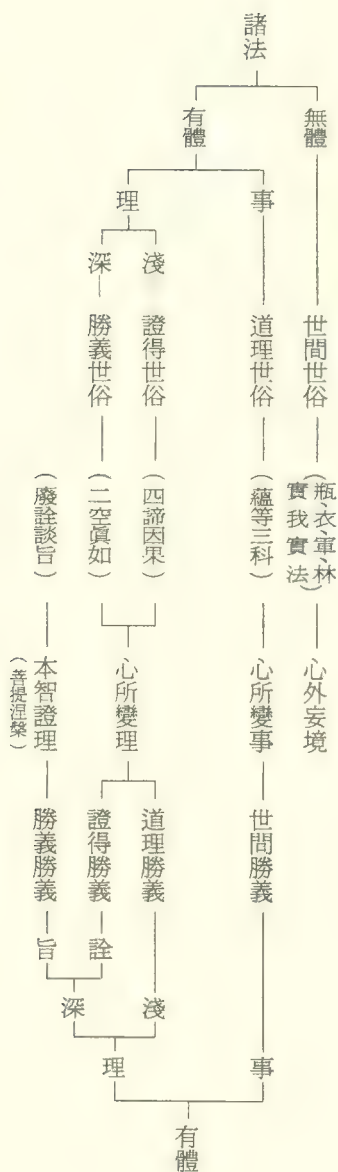 諸法
無體
有體
事
理
淺
深
世間世俗
道理世俗
證得世俗
勝義世俗
（瓶、衣、軍、林
實我實法）
（蘊等三科）
（四諦因果）
（二空眞如）
（廢詮談旨）
心外妄境
心所變事
心所變理
本智證理
（菩提涅槃）
世間勝義
道理勝義
證得勝義
勝義勝義
詮
旨
淺
深
事
理
有體